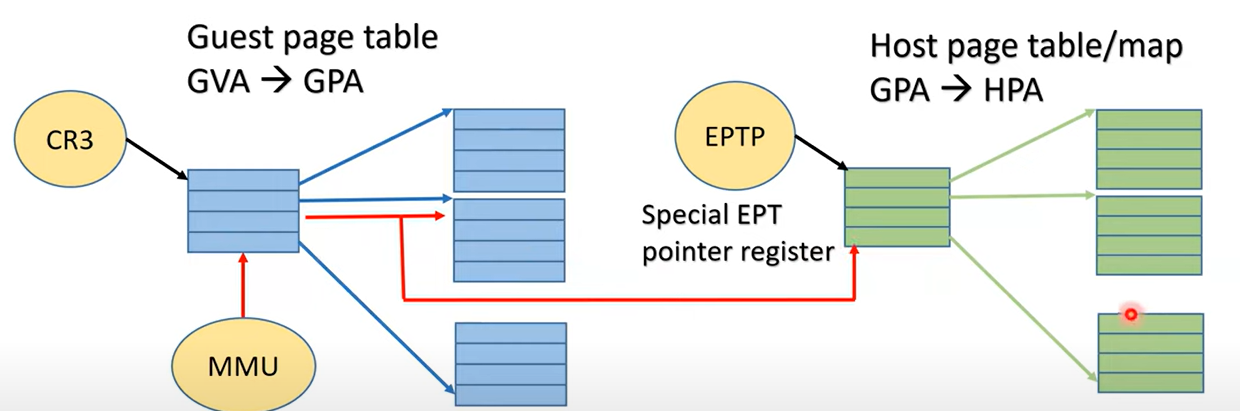 Guest page table
GVA → GPA
CR3
MMU
Host page table/map
GPA → HPA
EPTP
Special EPT
pointer register